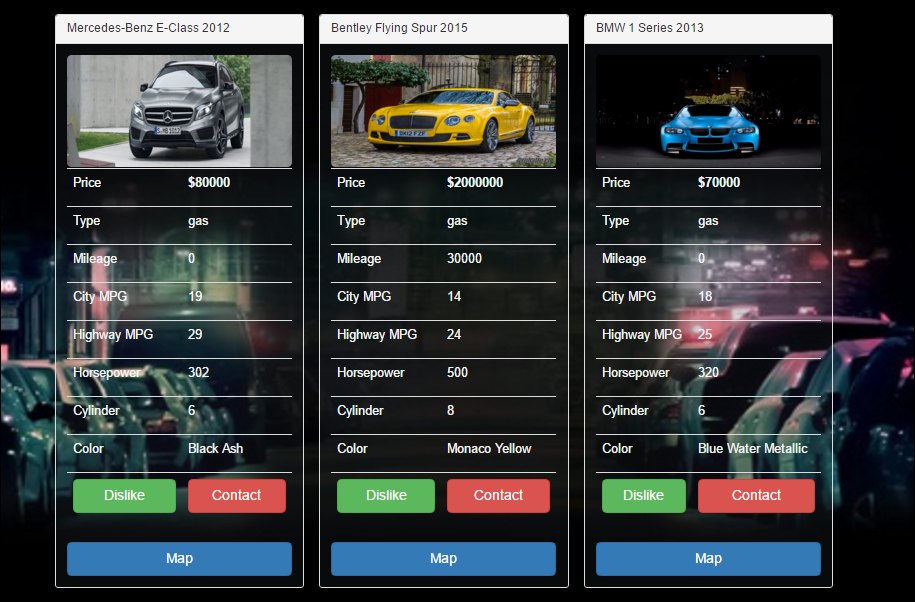 Mercedes-Benz E-Class 2012
Price $80000
Type gas
Mileage 0
City MPG 19
Highway MPG 29
Horsepower 302
Cylinder 6
Color Black Ash
Dislike Contact
Map
Bentley Flying Spur 2015
Price $2000000
Type gas
Mileage 30000
City MPG 14
Highway MPG 24
Horsepower 500
Cylinder 8
Color Monaco Yellow
Dislike Contact
Map
BMW 1 Series 2013
Price $70000
Type gas
Mileage 0
City MPG 18
Highway MPG 25
Horsepower 320
Cylinder 6
Color Blue Water Metallic
Dislike Contact
Map